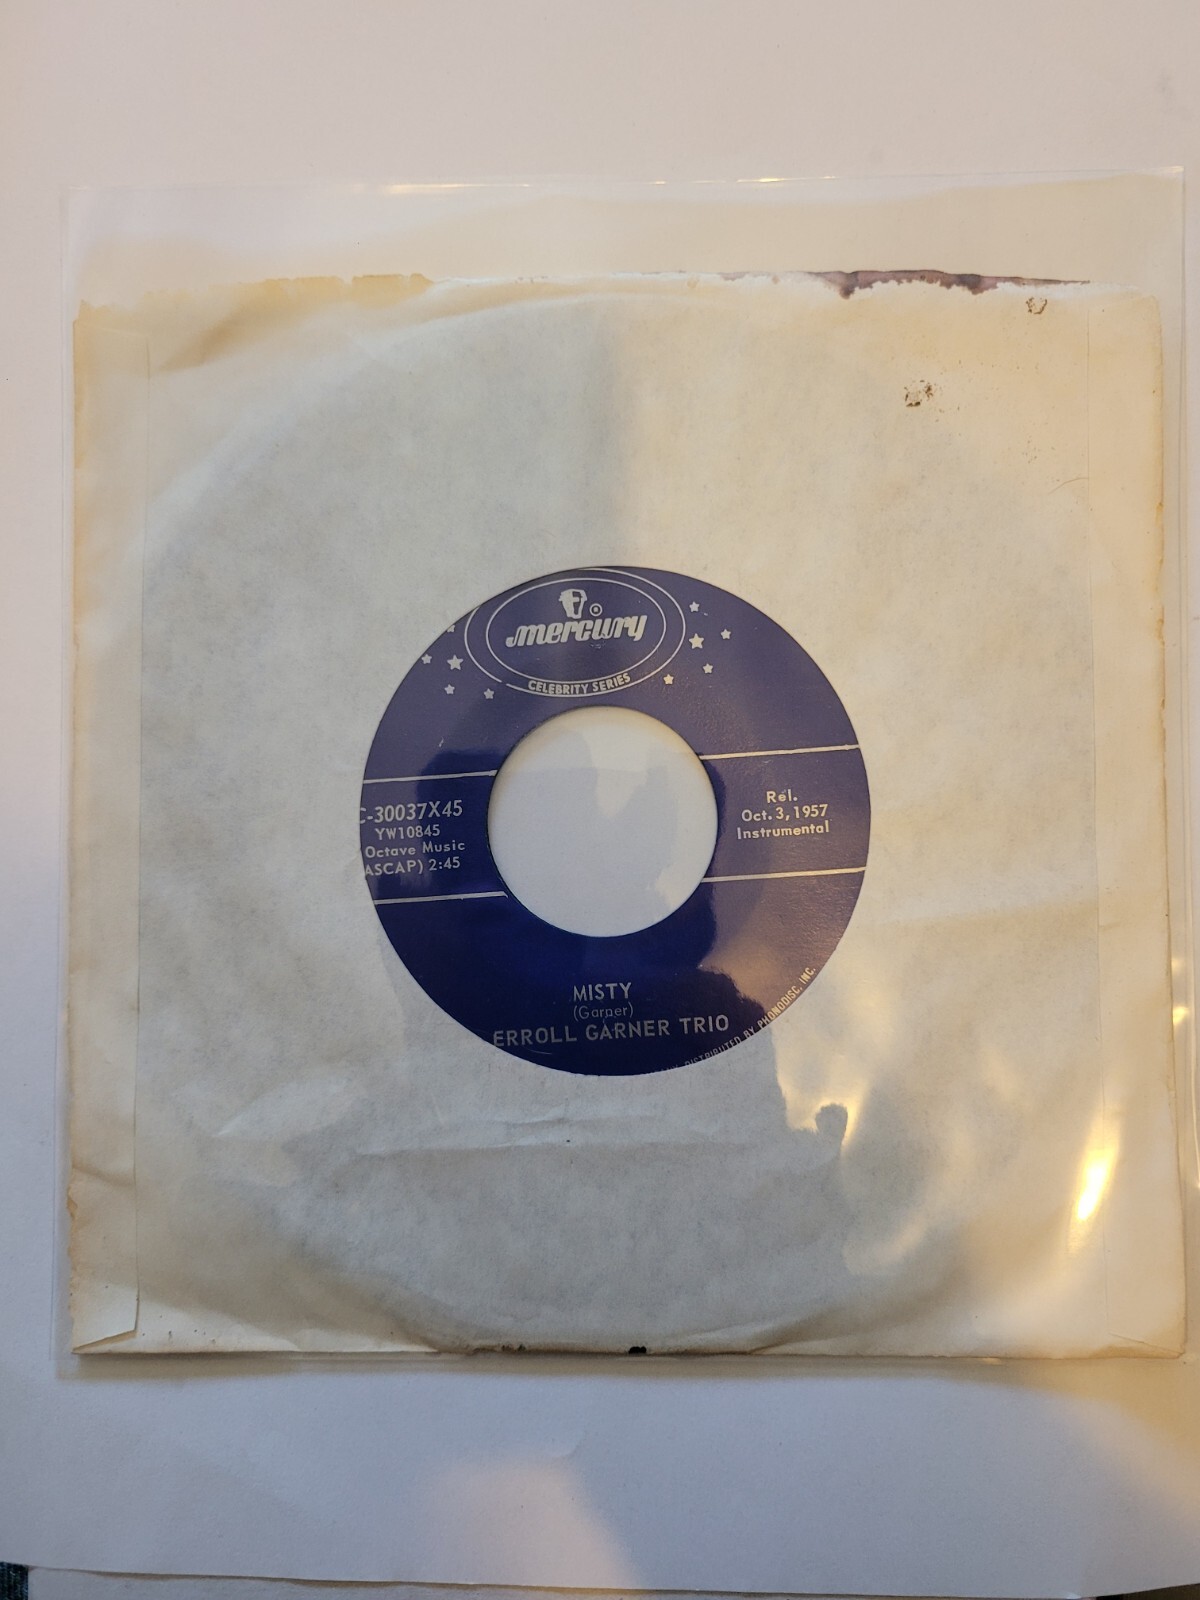 mercury
CELEBRITY SERIES
C-30037X45
YW10845
Octave Music
ASCAP) 2:45
Rel.
Oct. 3, 1957
Instrumental
MISTY
(Garner)
ERROLL GARNER TRIO
DISTRIBUTED BY PHONODISC, INC.